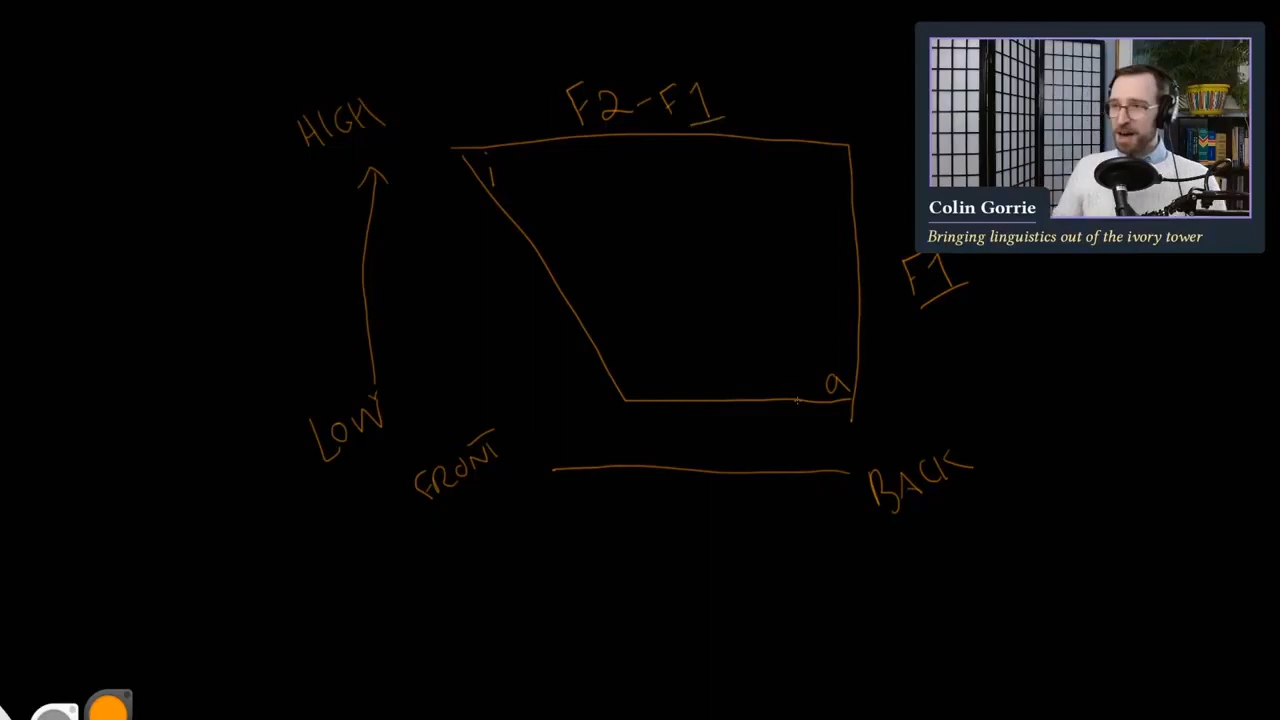 HIGH
F2-F1
i
Colin Gorrie
Bringing linguistics out of the ivory tower
F1
a
LOW
FRONT
BACK